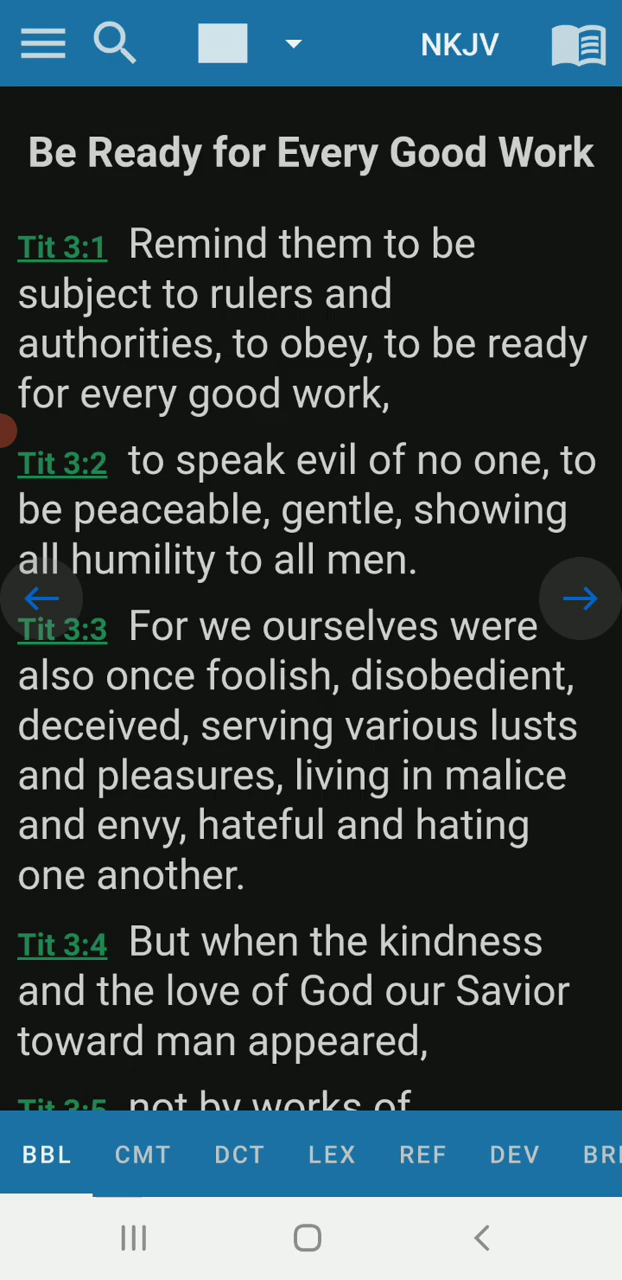 NKJV
Be Ready for Every Good Work
Tit 3:1 Remind them to be
subject to rulers and
authorities, to obey, to be ready
for every good work,
Tit 3:2 to speak evil of no one, to
be peaceable, gentle, showing
all humility to all men.
Tit 3:3 For we ourselves were
also once foolish, disobedient,
deceived, serving various lusts
and pleasures, living in malice
and envy, hateful and hating
one another.
Tit 3:4 But when the kindness
and the love of God our Savior
toward man appeared,
Tit 3:5 not by works of
BBL CMT DCT LEX REF DEV BRI